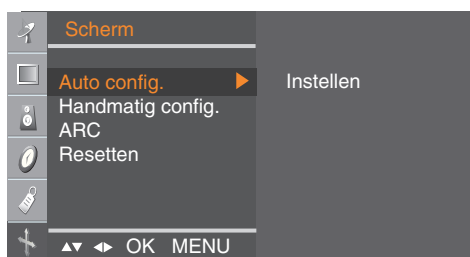 Scherm
Auto config. ▶ Instellen
Handmatig config.
ARC
Resetten
▲▼ ◀▶ OK MENU